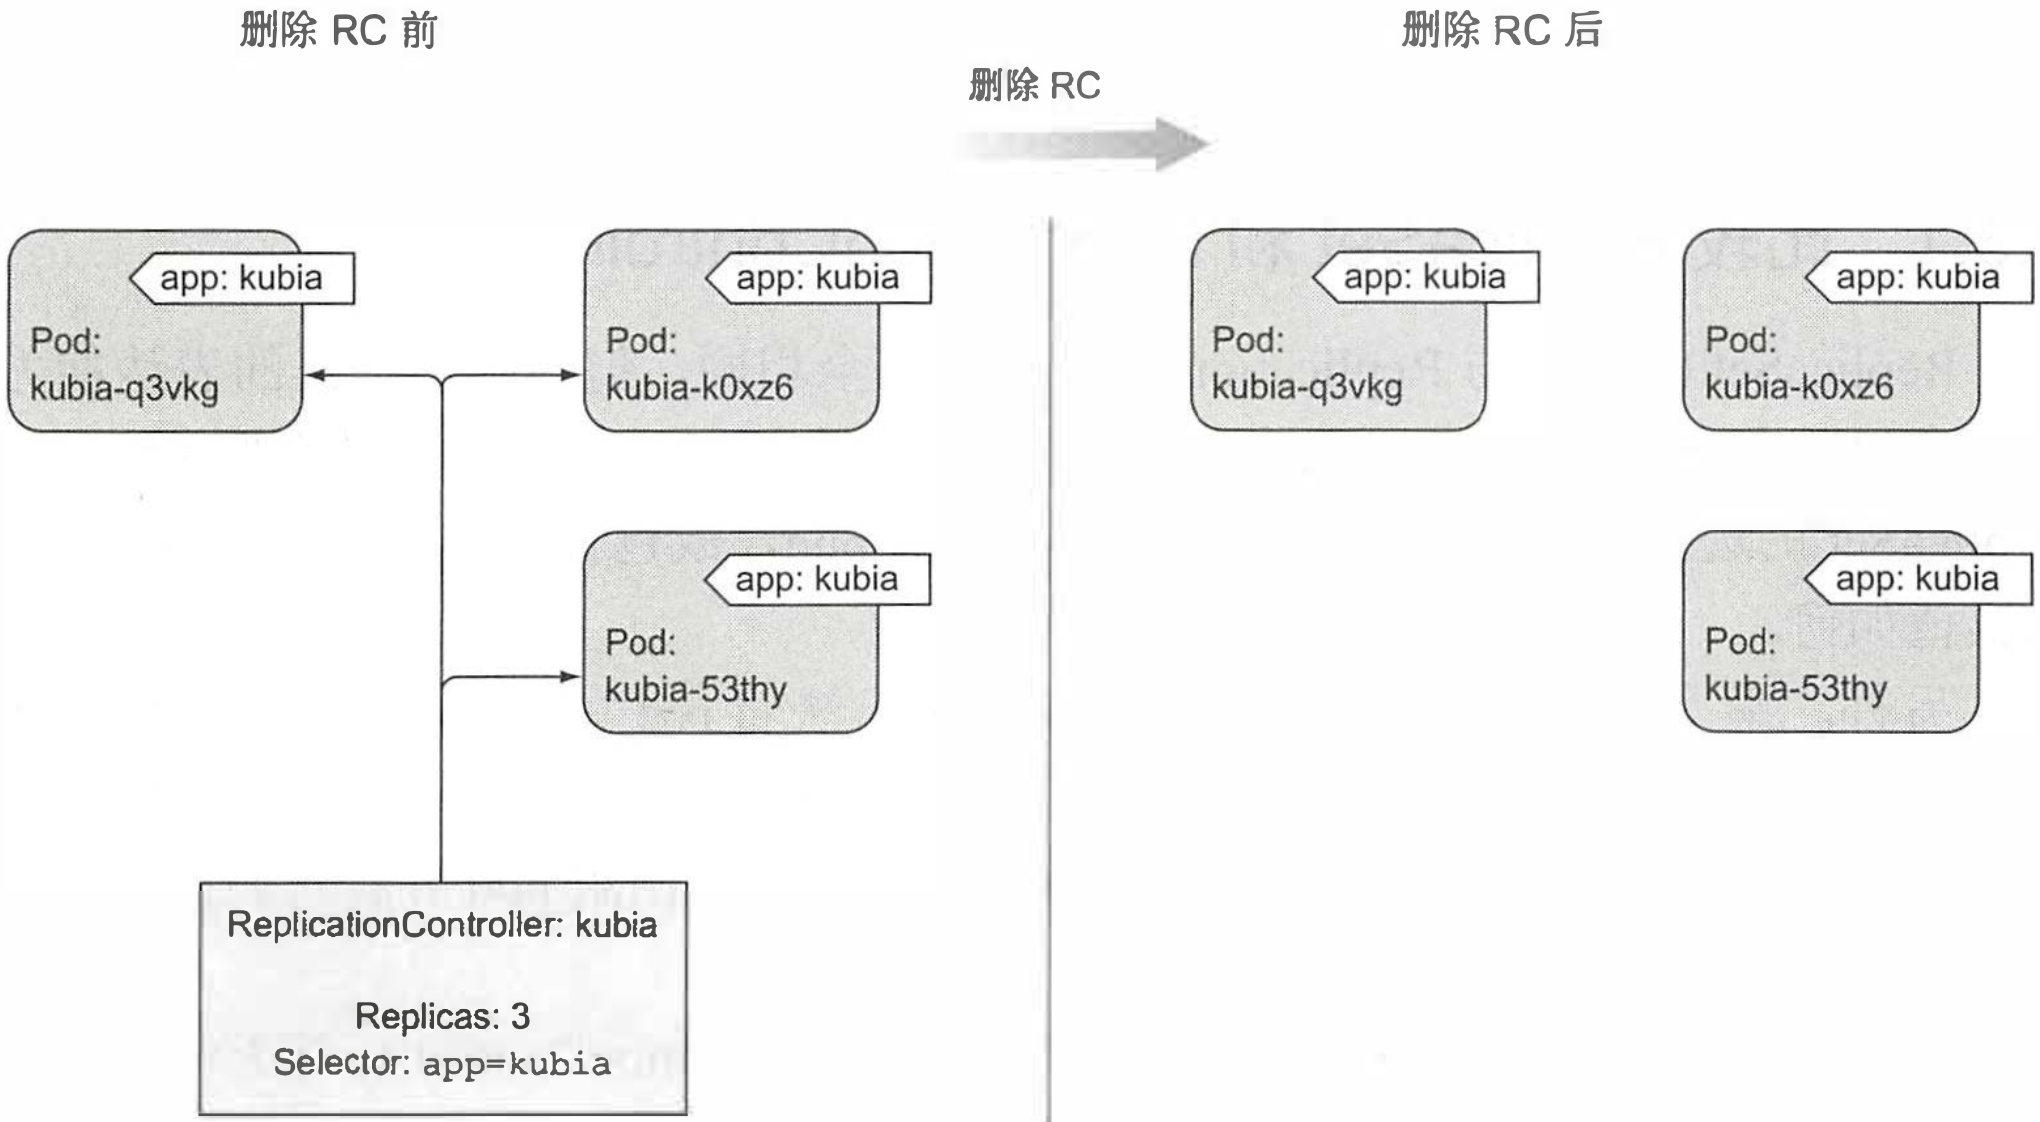 删除 RC 前
删除 RC 后
删除 RC
app: kubia
Pod:
kubia-q3vkg
app: kubia
Pod:
kubia-k0xz6
app: kubia
Pod:
kubia-53thy
ReplicationController: kubia
Replicas: 3
Selector: app=kubia
app: kubia
Pod:
kubia-q3vkg
app: kubia
Pod:
kubia-k0xz6
app: kubia
Pod:
kubia-53thy